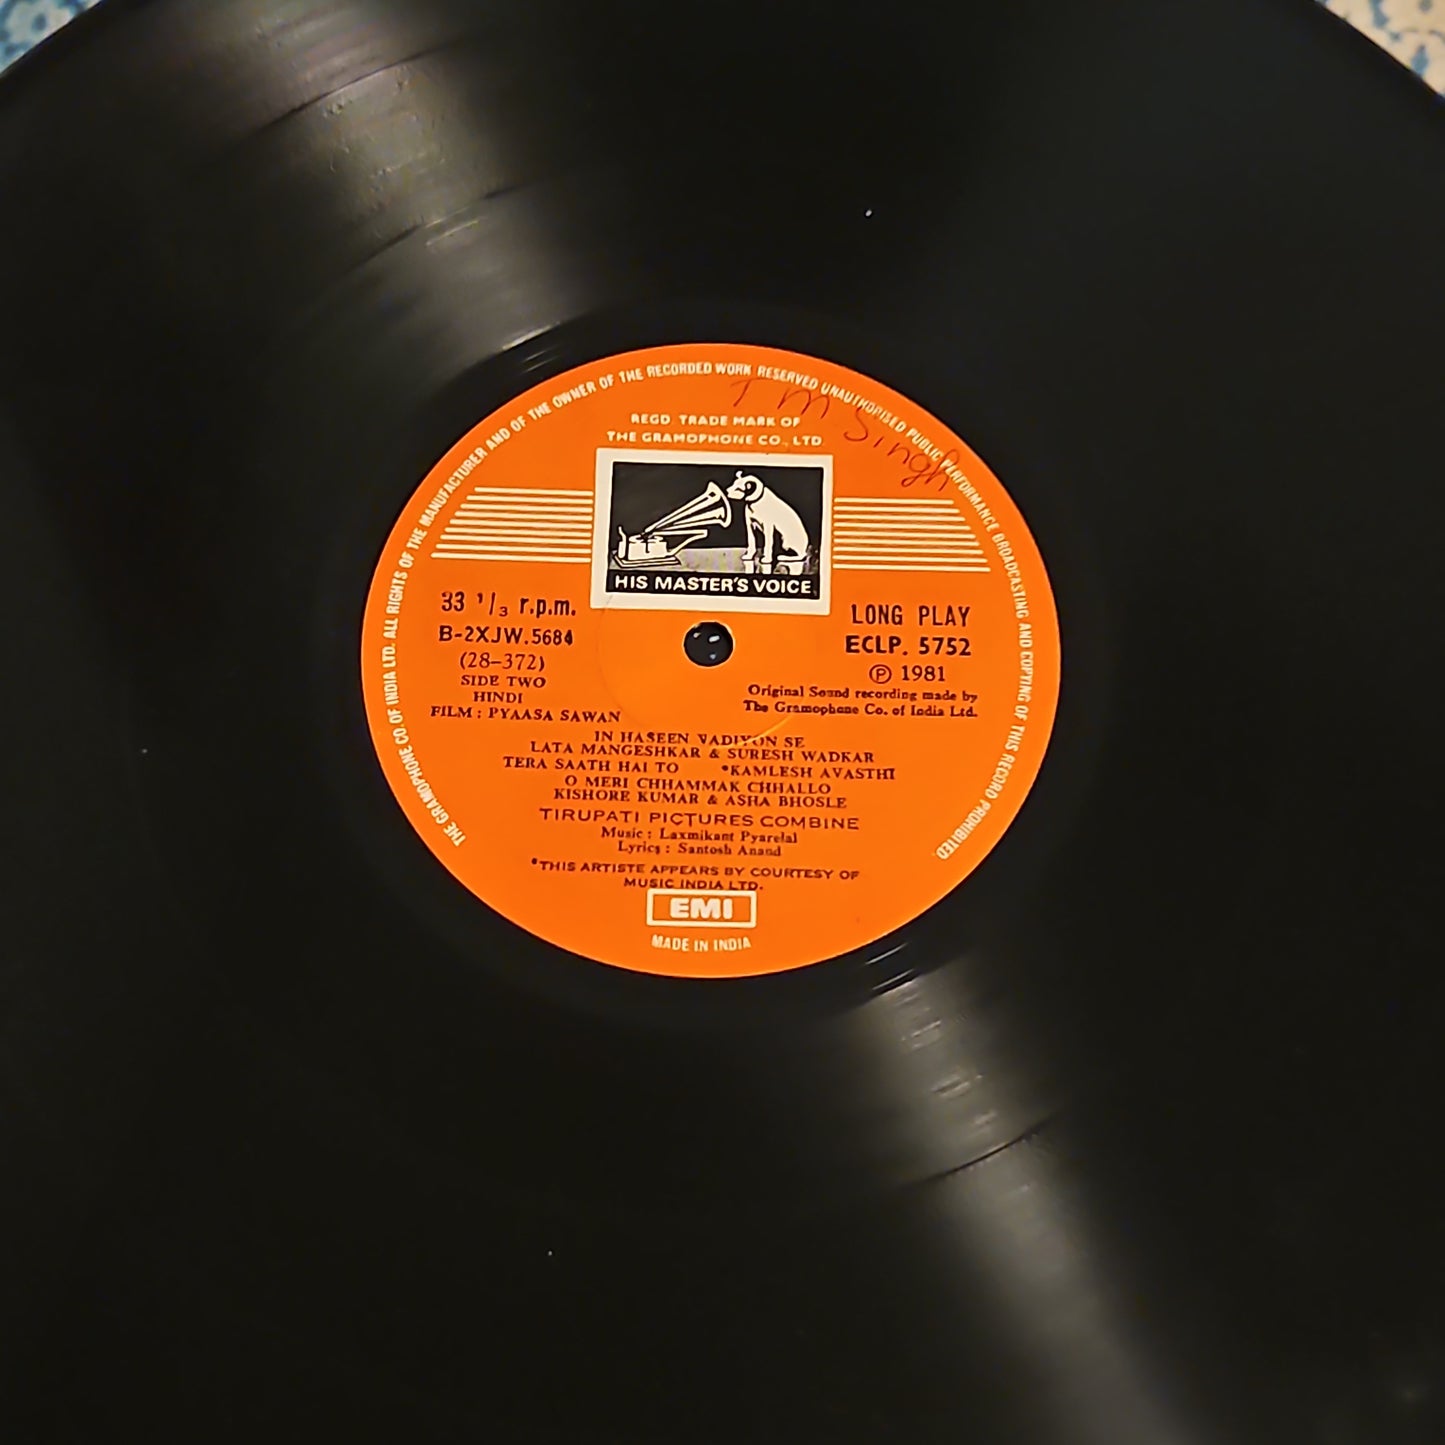 THE GRAMOPHONE CO. OF INDIA LTD. ALL RIGHTS OF THE MANUFACTURER AND OF THE OWNER OF THE RECORDED WORK RESERVED UNAUTHORISED PUBLIC PERFORMANCE BROADCASTING AND COPYING OF THIS RECORD PROHIBITED.
T M Singh
REGD. TRADE MARK OF
THE GRAMOPHONE CO., LTD.
HIS MASTER'S VOICE
33 1/3 r.p.m.
B-2XJW.5684
(28-372)
SIDE TWO
HINDI
FILM : PYAASA SAWAN
LONG PLAY
ECLP. 5752
℗ 1981
Original Sound recording made by
The Gramophone Co. of India Ltd.
IN HASEEN VADIYON SE
LATA MANGESHKAR & SURESH WADKAR
TERA SAATH HAI TO *KAMLESH AVASTHI
O MERI CHHAMMAK CHHALLO
KISHORE KUMAR & ASHA BHOSLE
TIRUPATI PICTURES COMBINE
Music : Laxmikant Pyarelal
Lyrics : Santosh Anand
*THIS ARTISTE APPEARS BY COURTESY OF
MUSIC INDIA LTD.
EMI
MADE IN INDIA